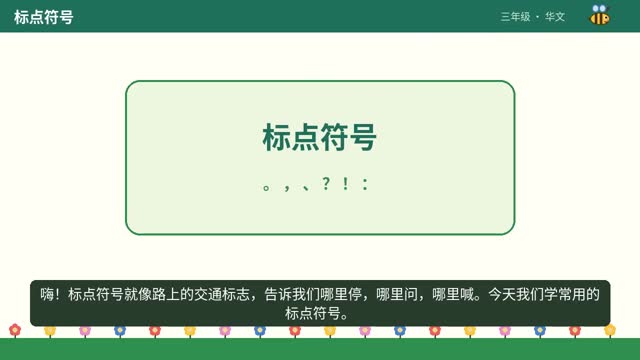 标点符号
三年级 · 华文
标点符号
。，、？！：
嗨！标点符号就像路上的交通标志，告诉我们哪里停，哪里问，哪里喊。今天我们学常用的
标点符号。